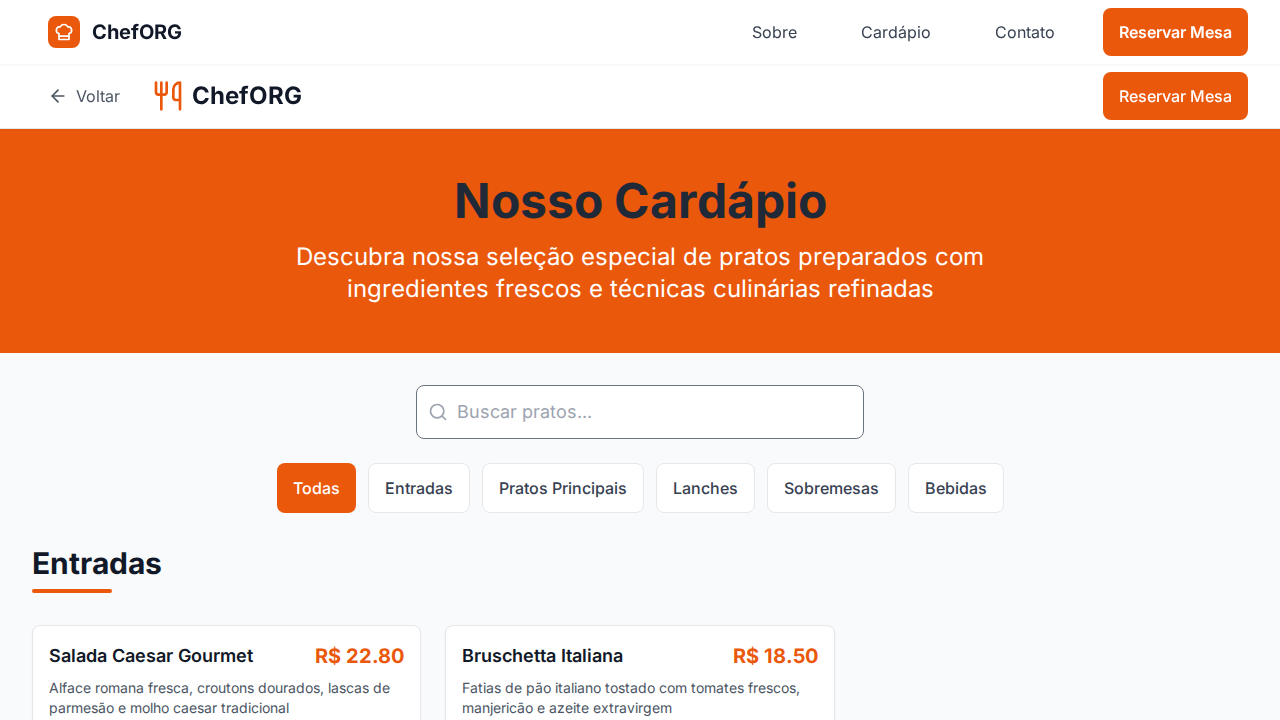 ChefORG
Sobre
Cardápio
Contato
Reservar Mesa
Voltar
ChefORG
Reservar Mesa
Nosso Cardápio
Descubra nossa seleção especial de pratos preparados com
ingredientes frescos e técnicas culinárias refinadas
Buscar pratos...
Todas
Entradas
Pratos Principais
Lanches
Sobremesas
Bebidas
Entradas
Salada Caesar Gourmet
R$ 22.80
Alface romana fresca, croutons dourados, lascas de
parmesão e molho caesar tradicional
Bruschetta Italiana
R$ 18.50
Fatias de pão italiano tostado com tomates frescos,
manjericão e azeite extravirgem